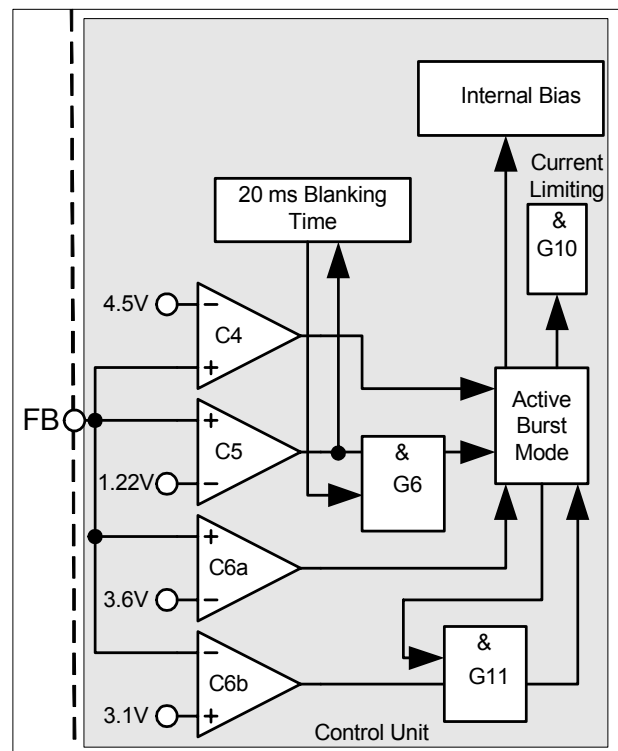 Internal Bias
Current
Limiting
20 ms Blanking
Time
&
G10
4.5V
−
C4
+
FB
+
C5
−
1.22V
Active
Burst
Mode
&
G6
+
C6a
−
3.6V
−
C6b
+
3.1V
&
G11
Control Unit